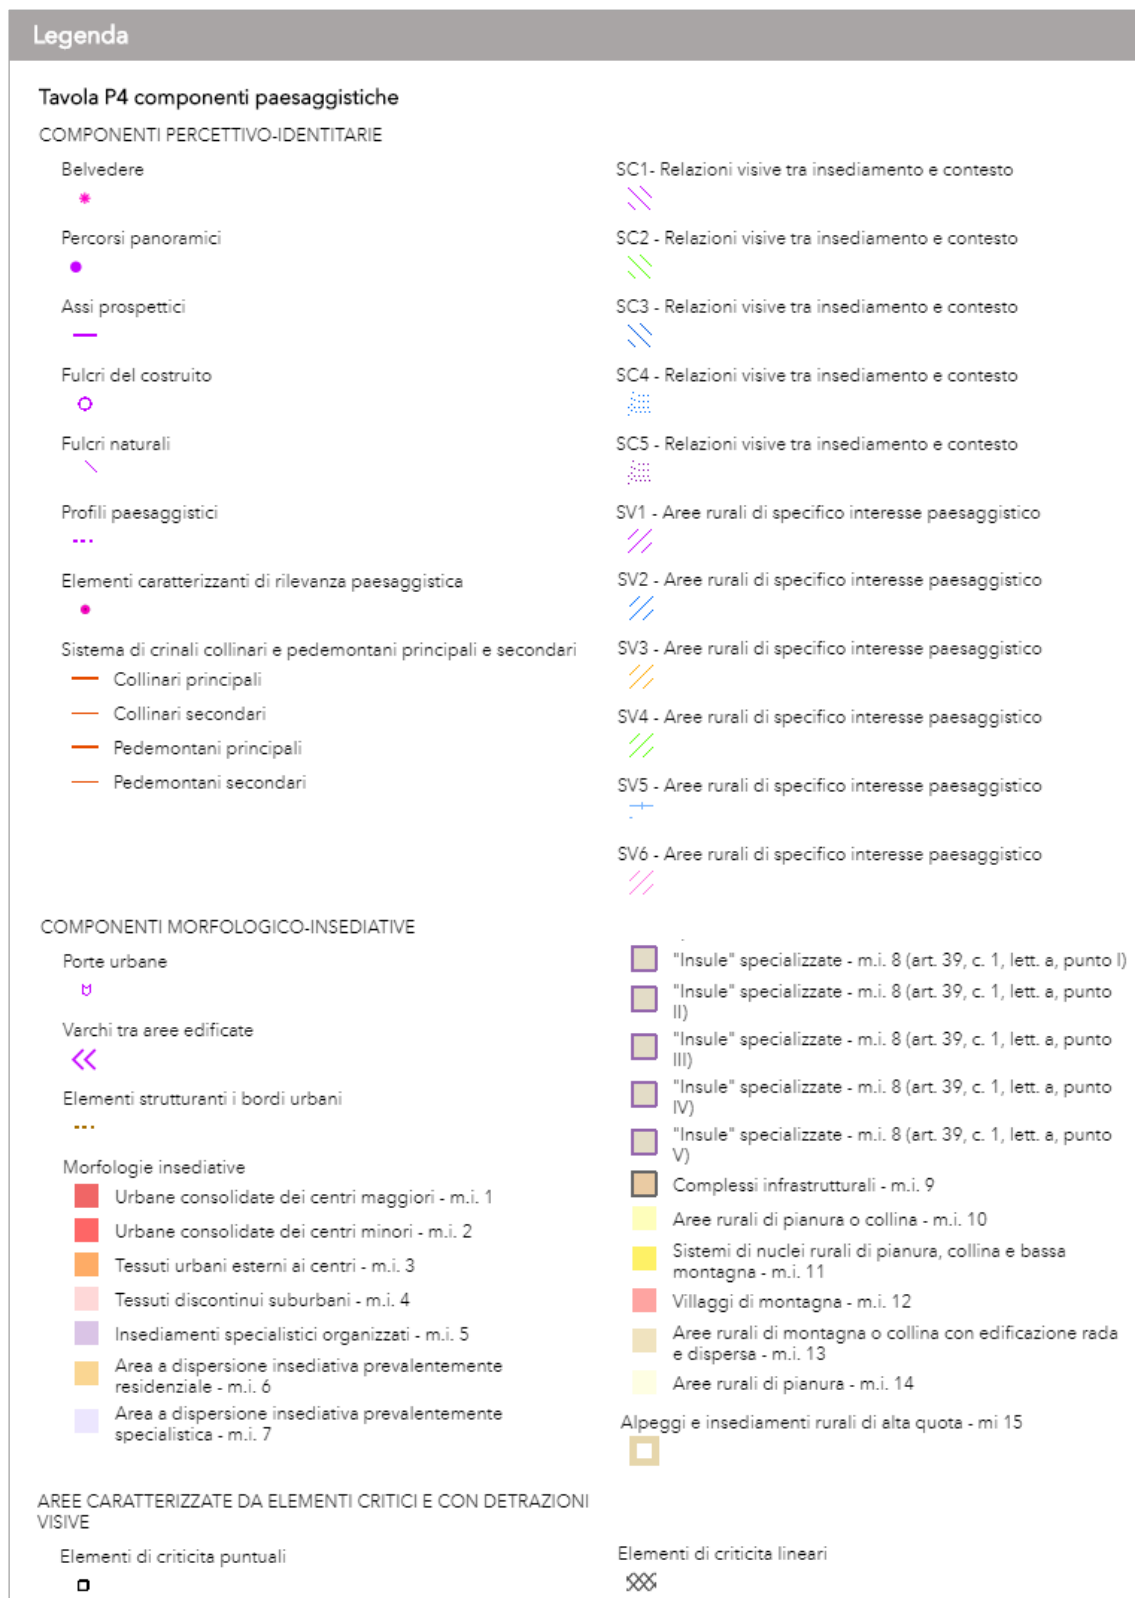 Legenda
Tavola P4 componenti paesaggistiche
COMPONENTI PERCETTIVO-IDENTITARIE
Belvedere
Percorsi panoramici
Assi prospettici
Fulcri del costruito
Fulcri naturali
Profili paesaggistici
Elementi caratterizzanti di rilevanza paesaggistica
Sistema di crinali collinari e pedemontani principali e secondari
Collinari principali
Collinari secondari
Pedemontani principali
Pedemontani secondari
SC1- Relazioni visive tra insediamento e contesto
SC2 - Relazioni visive tra insediamento e contesto
SC3 - Relazioni visive tra insediamento e contesto
SC4 - Relazioni visive tra insediamento e contesto
SC5 - Relazioni visive tra insediamento e contesto
SV1 - Aree rurali di specifico interesse paesaggistico
SV2 - Aree rurali di specifico interesse paesaggistico
SV3 - Aree rurali di specifico interesse paesaggistico
SV4 - Aree rurali di specifico interesse paesaggistico
SV5 - Aree rurali di specifico interesse paesaggistico
SV6 - Aree rurali di specifico interesse paesaggistico
COMPONENTI MORFOLOGICO-INSEDIATIVE
Porte urbane
Varchi tra aree edificate
Elementi strutturanti i bordi urbani
Morfologie insediative
Urbane consolidate dei centri maggiori - m.i. 1
Urbane consolidate dei centri minori - m.i. 2
Tessuti urbani esterni ai centri - m.i. 3
Tessuti discontinui suburbani - m.i. 4
Insediamenti specialistici organizzati - m.i. 5
Area a dispersione insediativa prevalentemente
residenziale - m.i. 6
Area a dispersione insediativa prevalentemente
specialistica - m.i. 7
"Insule" specializzate - m.i. 8 (art. 39, c. 1, lett. a, punto I)
"Insule" specializzate - m.i. 8 (art. 39, c. 1, lett. a, punto
II)
"Insule" specializzate - m.i. 8 (art. 39, c. 1, lett. a, punto
III)
"Insule" specializzate - m.i. 8 (art. 39, c. 1, lett. a, punto
IV)
"Insule" specializzate - m.i. 8 (art. 39, c. 1, lett. a, punto
V)
Complessi infrastrutturali - m.i. 9
Aree rurali di pianura o collina - m.i. 10
Sistemi di nuclei rurali di pianura, collina e bassa
montagna - m.i. 11
Villaggi di montagna - m.i. 12
Aree rurali di montagna o collina con edificazione rada
e dispersa - m.i. 13
Aree rurali di pianura - m.i. 14
Alpeggi e insediamenti rurali di alta quota - mi 15
AREE CARATTERIZZATE DA ELEMENTI CRITICI E CON DETRAZIONI
VISIVE
Elementi di criticita puntuali
Elementi di criticita lineari